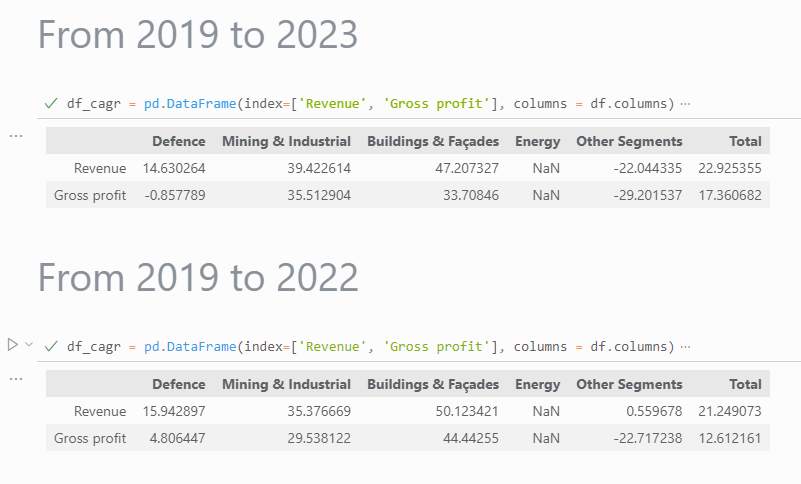 From 2019 to 2023
✓ df_cagr = pd.DataFrame(index=['Revenue', 'Gross profit'], columns = df.columns) ···
Defence Mining & Industrial Buildings & Façades Energy Other Segments Total
Revenue 14.630264 39.422614 47.207327 NaN -22.044335 22.925355
Gross profit -0.857789 35.512904 33.70846 NaN -29.201537 17.360682
From 2019 to 2022
✓ df_cagr = pd.DataFrame(index=['Revenue', 'Gross profit'], columns = df.columns) ···
Defence Mining & Industrial Buildings & Façades Energy Other Segments Total
Revenue 15.942897 35.376669 50.123421 NaN 0.559678 21.249073
Gross profit 4.806447 29.538122 44.44255 NaN -22.717238 12.612161